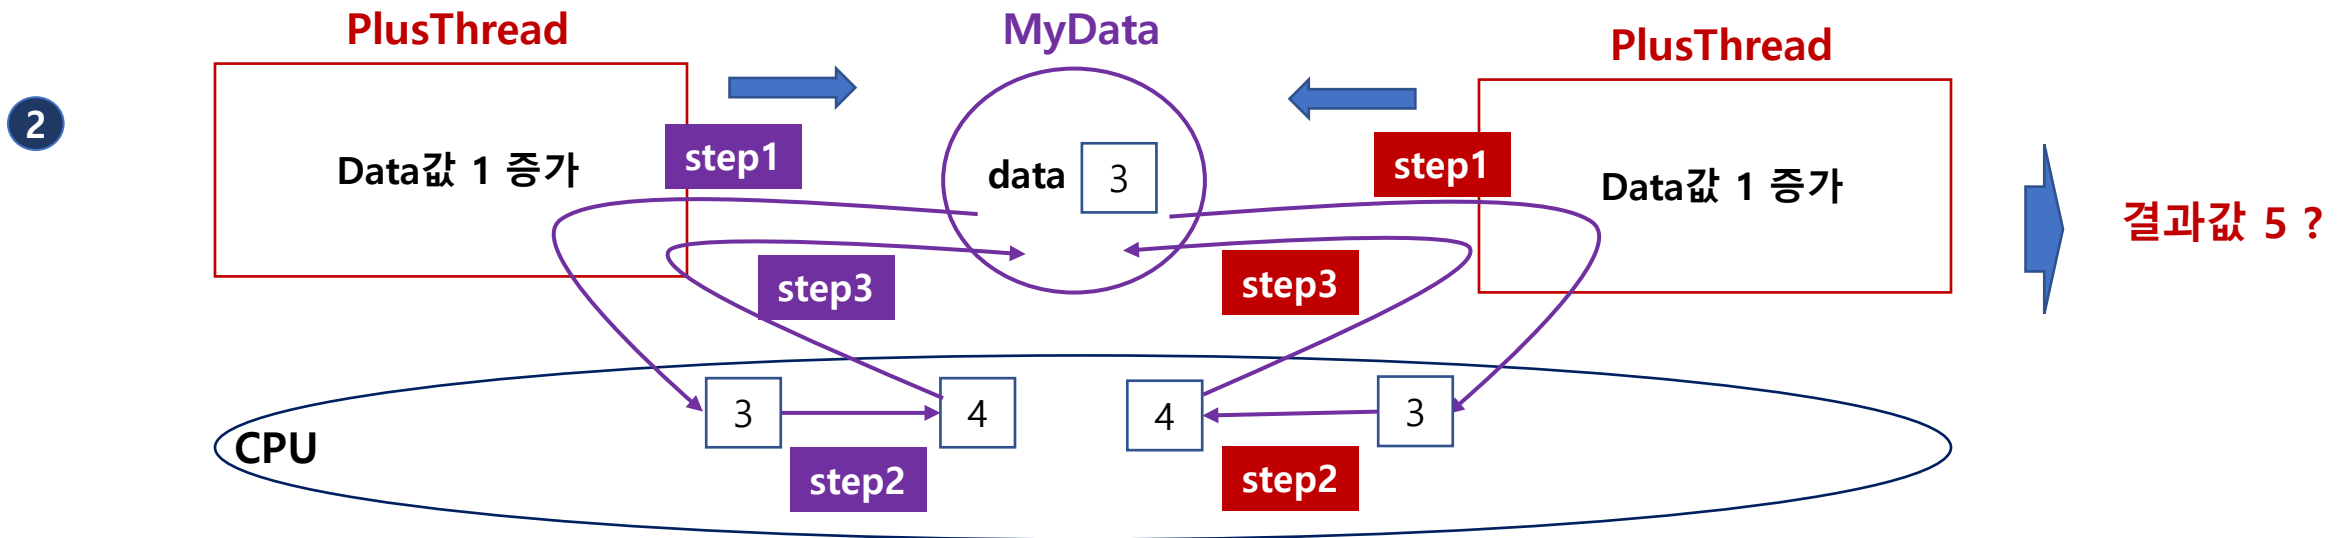 PlusThread
MyData
PlusThread
2
step1
step1
Data값 1 증가
data 3
Data값 1 증가
결과값 5 ?
step3
step3
3
4
4
3
CPU
step2
step2